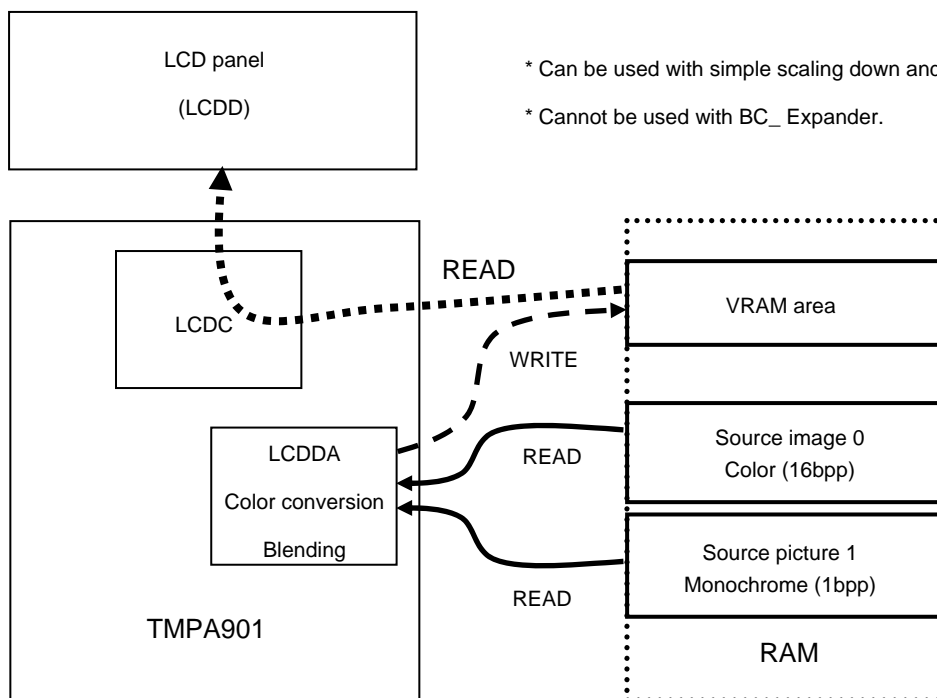 LCD panel
(LCDD)
* Can be used with simple scaling down and
* Cannot be used with BC_ Expander.
READ
LCDC
VRAM area
WRITE
LCDDA
Color conversion
Blending
READ
Source image 0
Color (16bpp)
READ
Source picture 1
Monochrome (1bpp)
TMPA901
RAM